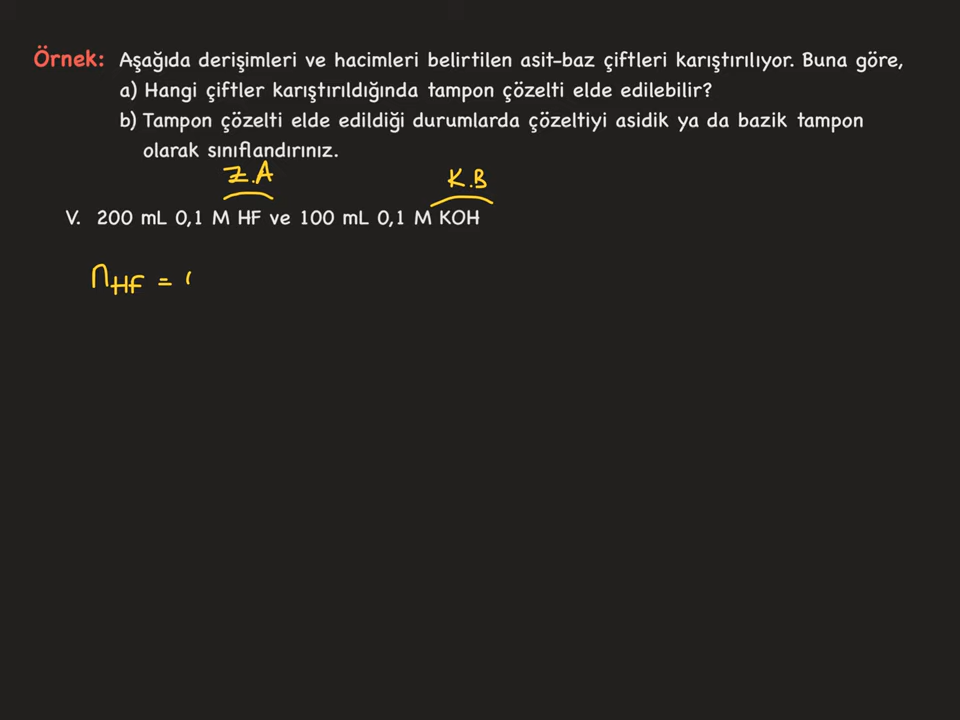 Örnek: Aşağıda derişimleri ve hacimleri belirtilen asit-baz çiftleri karıştırılıyor. Buna göre,
a) Hangi çiftler karıştırıldığında tampon çözelti elde edilebilir?
b) Tampon çözelti elde edildiği durumlarda çözeltiyi asidik ya da bazik tampon
olarak sınıflandırınız.
Z.A K.B
V. 200 mL 0,1 M HF ve 100 mL 0,1 M KOH
nHF =